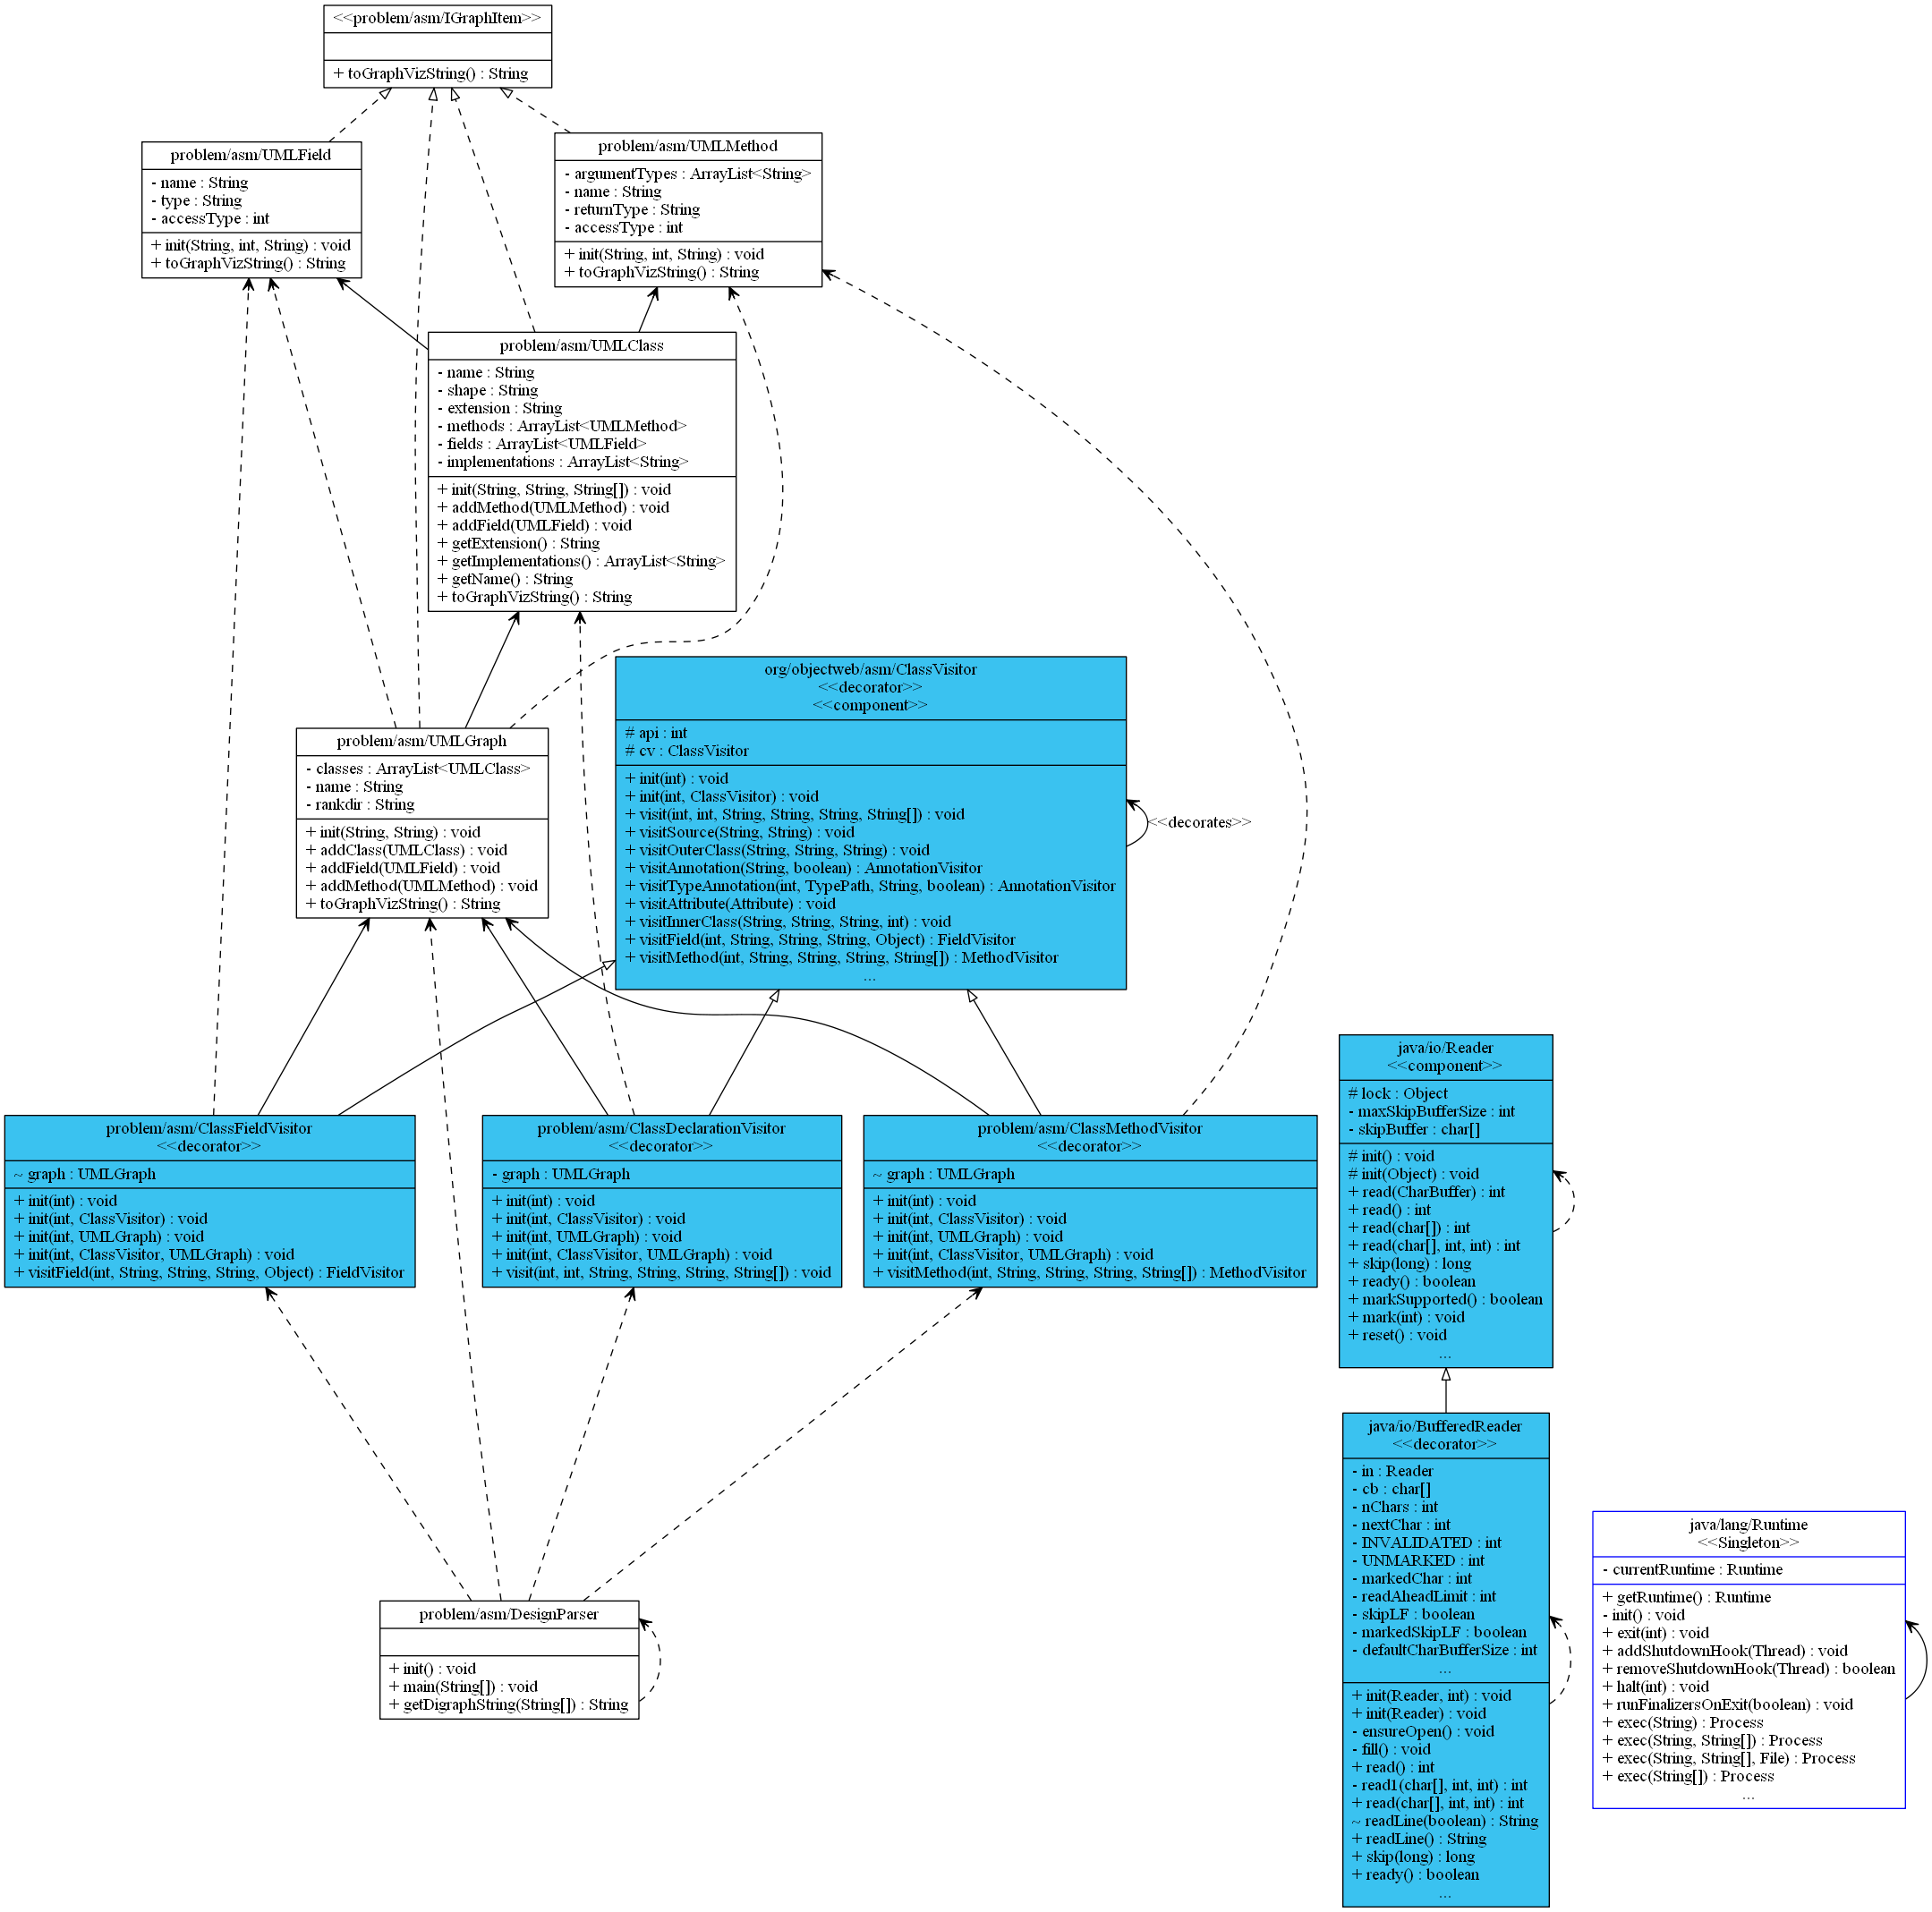 <<problem/asm/IGraphItem>>
+ toGraphVizString() : String
problem/asm/UMLField
- name : String
- type : String
- accessType : int
+ init(String, int, String) : void
+ toGraphVizString() : String
problem/asm/UMLMethod
- argumentTypes : ArrayList<String>
- name : String
- returnType : String
- accessType : int
+ init(String, int, String) : void
+ toGraphVizString() : String
problem/asm/UMLClass
- name : String
- shape : String
- extension : String
- methods : ArrayList<UMLMethod>
- fields : ArrayList<UMLField>
- implementations : ArrayList<String>
+ init(String, String, String[]) : void
+ addMethod(UMLMethod) : void
+ addField(UMLField) : void
+ getExtension() : String
+ getImplementations() : ArrayList<String>
+ getName() : String
+ toGraphVizString() : String
org/objectweb/asm/ClassVisitor
<<decorator>>
<<component>>
# api : int
# cv : ClassVisitor
+ init(int) : void
+ init(int, ClassVisitor) : void
+ visit(int, int, String, String, String, String[]) : void
+ visitSource(String, String) : void
+ visitOuterClass(String, String, String) : void
+ visitAnnotation(String, boolean) : AnnotationVisitor
+ visitTypeAnnotation(int, TypePath, String, boolean) : AnnotationVisitor
+ visitAttribute(Attribute) : void
+ visitInnerClass(String, String, String, int) : void
+ visitField(int, String, String, String, Object) : FieldVisitor
+ visitMethod(int, String, String, String, String[]) : MethodVisitor
...
<<decorates>>
problem/asm/UMLGraph
- classes : ArrayList<UMLClass>
- name : String
- rankdir : String
+ init(String, String) : void
+ addClass(UMLClass) : void
+ addField(UMLField) : void
+ addMethod(UMLMethod) : void
+ toGraphVizString() : String
problem/asm/ClassFieldVisitor
<<decorator>>
~ graph : UMLGraph
+ init(int) : void
+ init(int, ClassVisitor) : void
+ init(int, UMLGraph) : void
+ init(int, ClassVisitor, UMLGraph) : void
+ visitField(int, String, String, String, Object) : FieldVisitor
problem/asm/ClassDeclarationVisitor
<<decorator>>
- graph : UMLGraph
+ init(int) : void
+ init(int, ClassVisitor) : void
+ init(int, UMLGraph) : void
+ init(int, ClassVisitor, UMLGraph) : void
+ visit(int, int, String, String, String, String[]) : void
problem/asm/ClassMethodVisitor
<<decorator>>
~ graph : UMLGraph
+ init(int) : void
+ init(int, ClassVisitor) : void
+ init(int, UMLGraph) : void
+ init(int, ClassVisitor, UMLGraph) : void
+ visitMethod(int, String, String, String, String[]) : MethodVisitor
java/io/Reader
<<component>>
# lock : Object
- maxSkipBufferSize : int
- skipBuffer : char[]
# init() : void
# init(Object) : void
+ read(CharBuffer) : int
+ read() : int
+ read(char[]) : int
+ read(char[], int, int) : int
+ skip(long) : long
+ ready() : boolean
+ markSupported() : boolean
+ mark(int) : void
+ reset() : void
...
java/io/BufferedReader
<<decorator>>
- in : Reader
- cb : char[]
- nChars : int
- nextChar : int
- INVALIDATED : int
- UNMARKED : int
- markedChar : int
- readAheadLimit : int
- skipLF : boolean
- markedSkipLF : boolean
- defaultCharBufferSize : int
...
+ init(Reader, int) : void
+ init(Reader) : void
- ensureOpen() : void
- fill() : void
+ read() : int
- read1(char[], int, int) : int
+ read(char[], int, int) : int
~ readLine(boolean) : String
+ readLine() : String
+ skip(long) : long
+ ready() : boolean
...
java/lang/Runtime
<<Singleton>>
- currentRuntime : Runtime
+ getRuntime() : Runtime
- init() : void
+ exit(int) : void
+ addShutdownHook(Thread) : void
+ removeShutdownHook(Thread) : boolean
+ halt(int) : void
+ runFinalizersOnExit(boolean) : void
+ exec(String) : Process
+ exec(String, String[]) : Process
+ exec(String, String[], File) : Process
+ exec(String[]) : Process
...
problem/asm/DesignParser
+ init() : void
+ main(String[]) : void
+ getDigraphString(String[]) : String